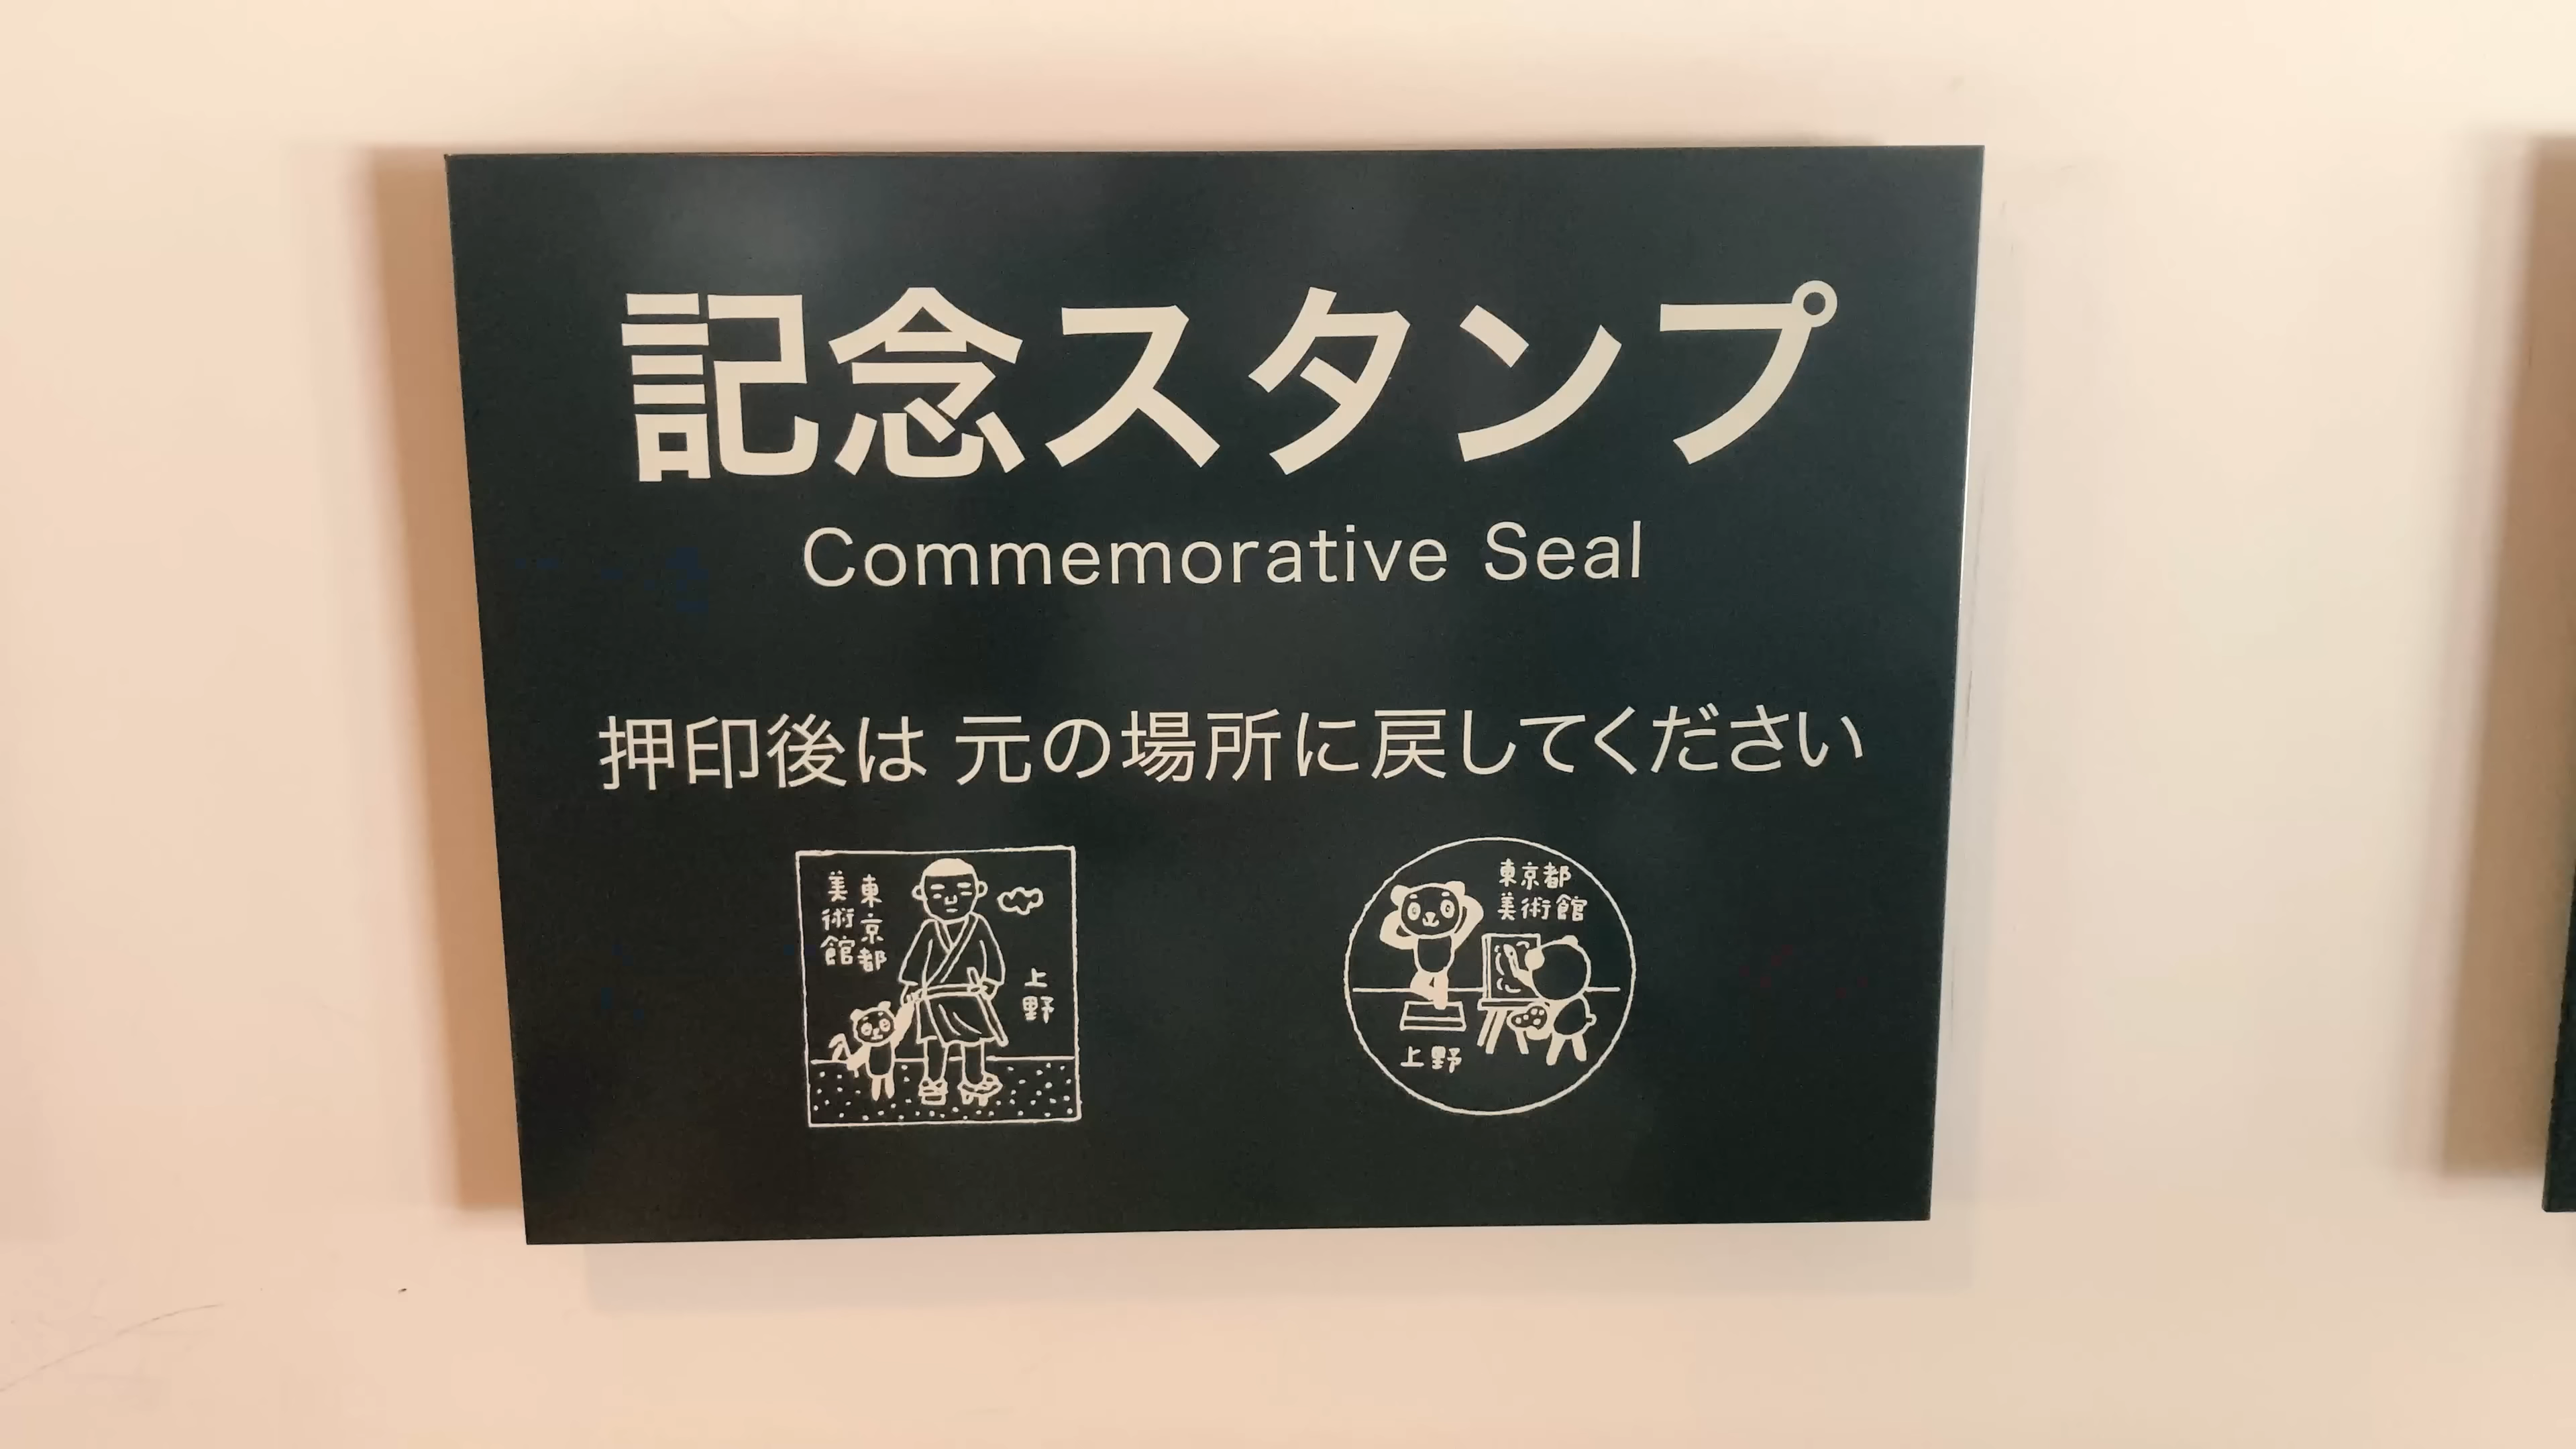 記念スタンプ
Commemorative Seal
押印後は 元の場所に戻してください
東京都
美術館
上野
東京都
美術館
上野